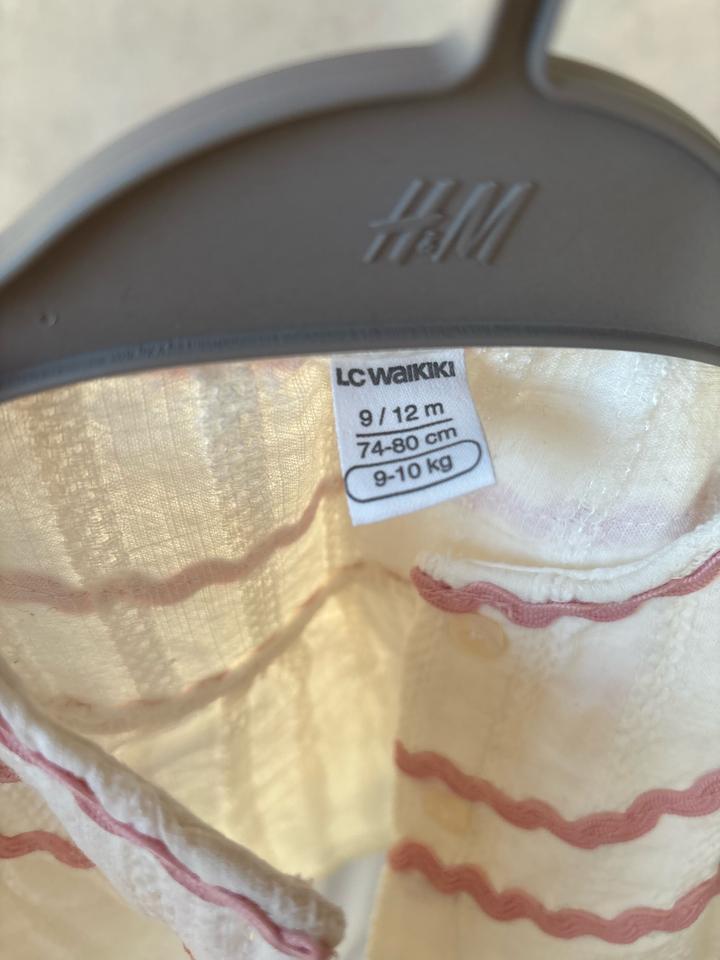 H&M
LC WAIKIKI
9 / 12 m
74-80 cm
9-10 kg